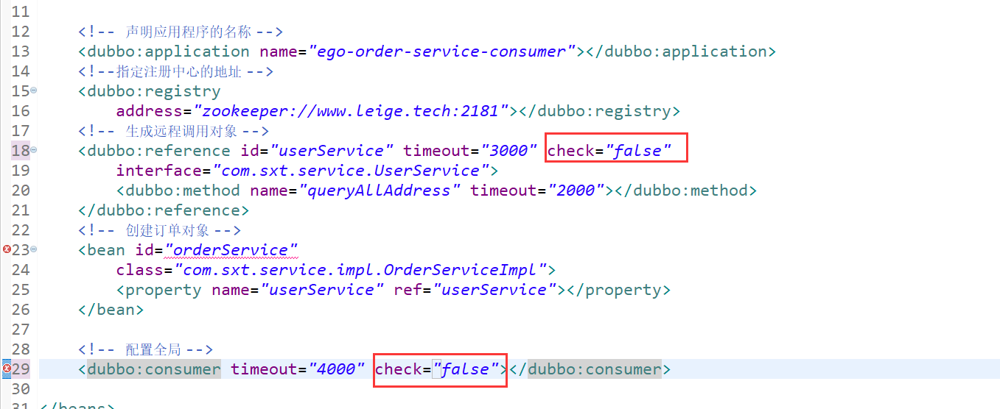 11
12 <!-- 声明应用程序的名称 -->
13 <dubbo:application name="ego-order-service-consumer"></dubbo:application>
14 <!--指定注册中心的地址 -->
15 <dubbo:registry
16 address="zookeeper://www.leige.tech:2181"></dubbo:registry>
17 <!-- 生成远程调用对象 -->
18 <dubbo:reference id="userService" timeout="3000" check="false"
19 interface="com.sxt.service.UserService">
20 <dubbo:method name="queryAllAddress" timeout="2000"></dubbo:method>
21 </dubbo:reference>
22 <!-- 创建订单对象 -->
23 <bean id="orderService"
24 class="com.sxt.service.impl.OrderServiceImpl">
25 <property name="userService" ref="userService"></property>
26 </bean>
27
28 <!-- 配置全局 -->
29 <dubbo:consumer timeout="4000" check="false"></dubbo:consumer>
30
31 </beans>